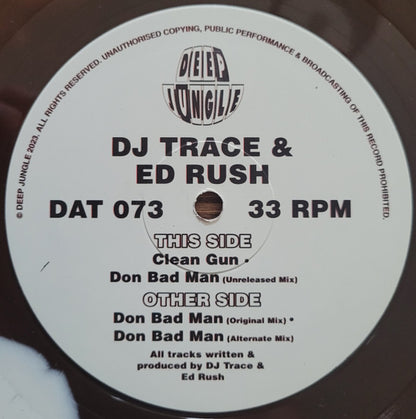 © DEEP JUNGLE 2023. ALL RIGHTS RESERVED. UNAUTHORISED COPYING, PUBLIC PERFORMANCE & BROADCASTING OF THIS RECORD PROHIBITED.
DEEP
JUNGLE
DJ TRACE &
ED RUSH
DAT 073 33 RPM
THIS SIDE
Clean Gun •
Don Bad Man (Unreleased Mix)
OTHER SIDE
Don Bad Man (Original Mix) •
Don Bad Man (Alternate Mix)
All tracks written &
produced by DJ Trace &
Ed Rush